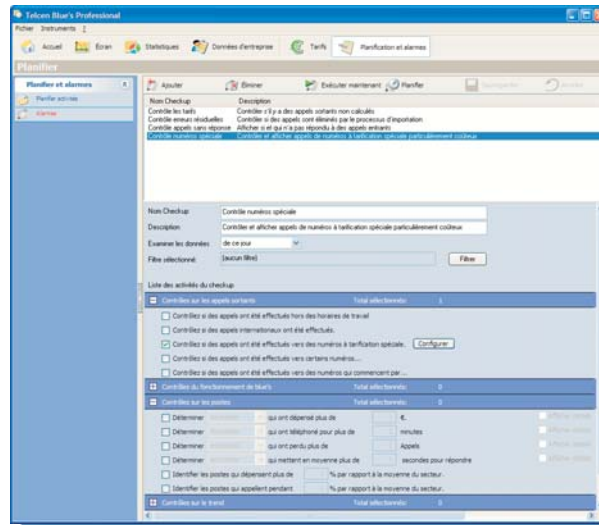 Telcen Blue's Professional
Fichier Instruments ?
Accueil Écran Statistiques Données d'entreprise Tarifs Planification et alarmes
Planifier
Planifier et alarmes
Planifier activités
Alarmes
Ajouter Éliminer Exécuter maintenant Planifier Sauvegarder Annuler
Nom Checkup Description
Contrôle les tarifs Contrôler s'il y a des appels sortants non calculés
Contrôle erreurs résiduelles Contrôler si des appels sont éliminés par le processus d'importation
Contrôle appels sans réponse Afficher si et qui n'a pas répondu à des appels entrants
Contrôle numéros spéciale Contrôler et afficher appels de numéros à tarification spéciale particulièrement coûteux
Nom Checkup Contrôle numéros spéciale
Description Contrôler et afficher appels de numéros à tarification spéciale particulièrement coûteux
Examiner les données de ce jour
Filtre sélectionné: (aucun filtre) Filtrer
Liste des activités du checkup
Contrôles sur les appels sortants Total sélectionnés: 1
Contrôlez si des appels ont été effectués hors des horaires de travail
Contrôlez si des appels internationaux ont été effectués.
Contrôlez si des appels ont été effectués vers des numéros à tarification spéciale. Configurer
Contrôlez si des appels ont été effectués vers certains numéros...
Contrôlez si des appels ont été effectués vers des numéros qui commencent par...
Contrôles du fonctionnement de blue's Total sélectionnés: 0
Contrôles sur les postes Total sélectionnés: 0
Déterminer qui ont dépensé plus de €.
Déterminer qui ont téléphoné pour plus de minutes
Déterminer qui ont perdu plus de Appels
Déterminer qui mettent en moyenne plus de secondes pour répondre
Identifier les postes qui dépensent plus de % par rapport à la moyenne du secteur.
Identifier les postes qui appellent pendant % par rapport à la moyenne du secteur.
Contrôles sur le trend Total sélectionnés: 0